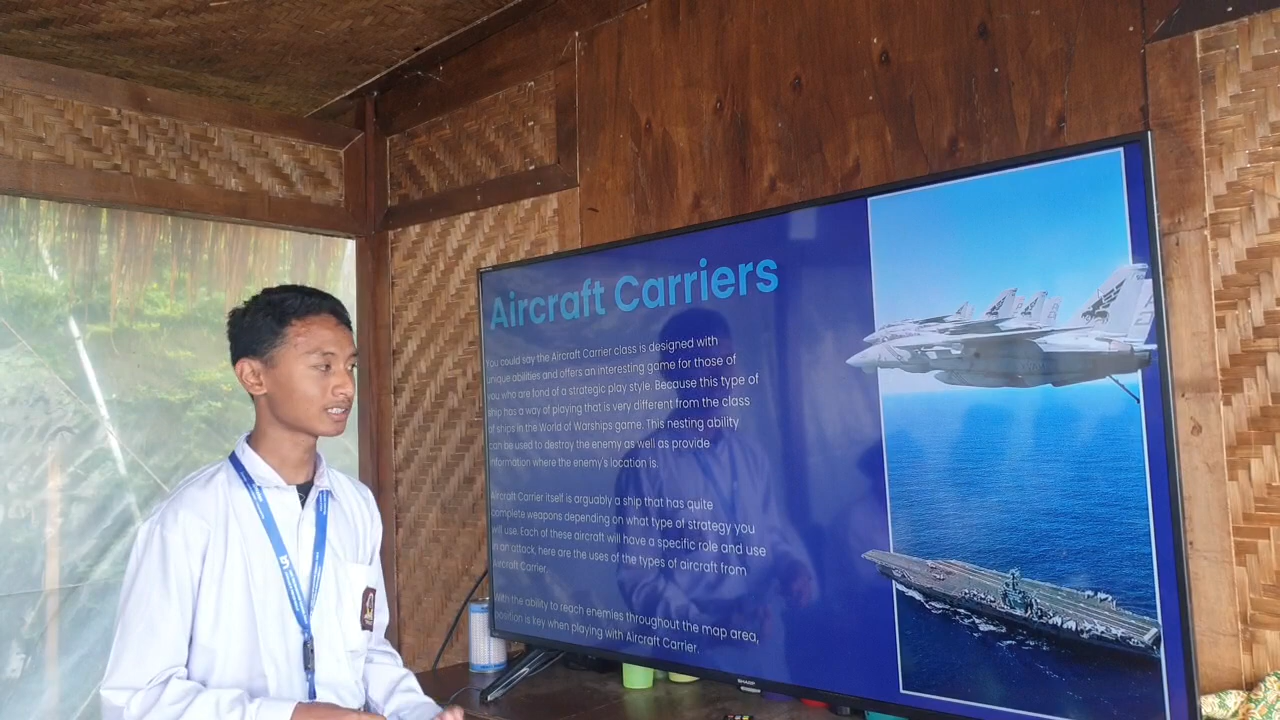 Aircraft Carriers
You could say the Aircraft Carrier class is designed with
unique abilities and offers an interesting game for those of
you who are fond of a strategic play style. Because this type of
ship has a way of playing that is very different from the class
of ships in the World of Warships game. This nesting ability
can be used to destroy the enemy as well as provide
information where the enemy's location is.
Aircraft Carrier itself is arguably a ship that has quite
complete weapons depending on what type of strategy you
will use. Each of these aircraft will have a specific role and use
in an attack, here are the uses of the types of aircraft from
Aircraft Carrier.
With the ability to reach enemies throughout the map area,
position is key when playing with Aircraft Carrier.
SHARP